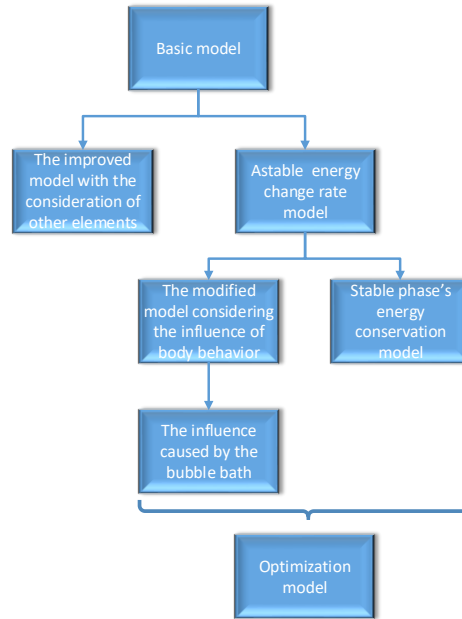 Basic model
The improved
model with the
consideration of
other elements
Astable energy
change rate
model
The modified
model considering
the influence of
body behavior
Stable phase's
energy
conservation
model
The influence
caused by the
bubble bath
Optimization
model